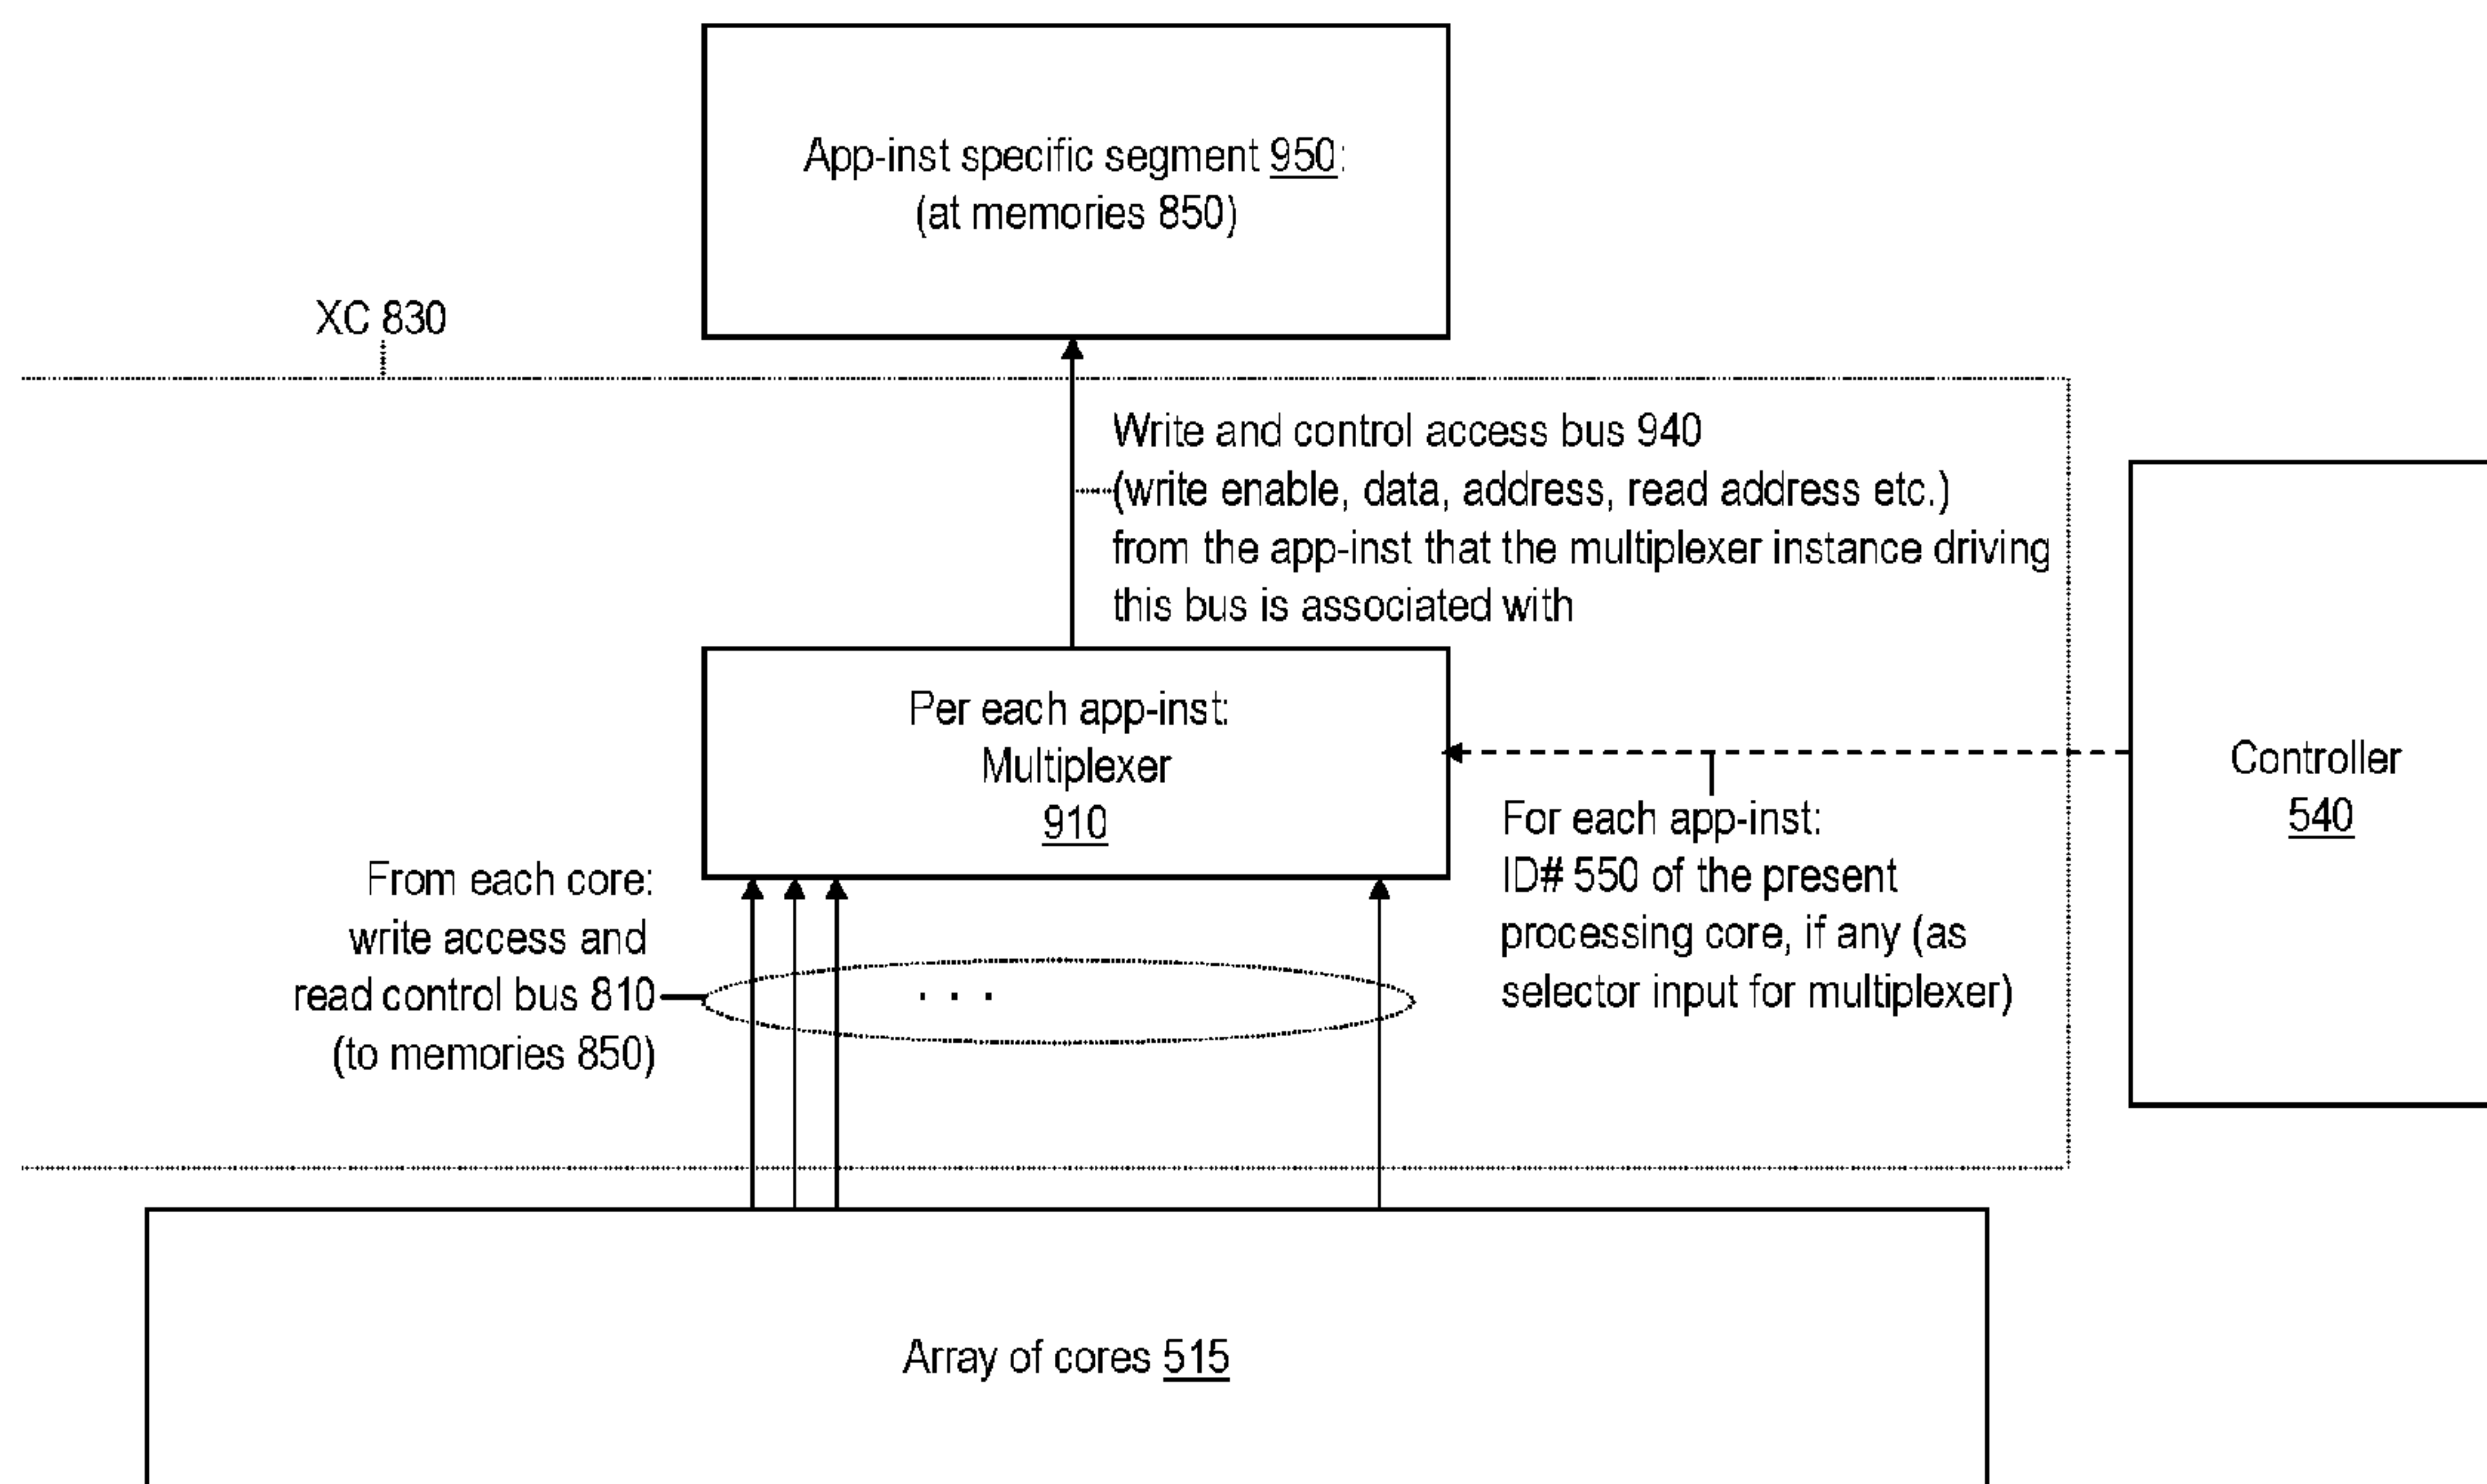 App-inst specific segment 950:
(at memories 850)
XC 830
Write and control access bus 940
(write enable, data, address, read address etc.)
from the app-inst that the multiplexer instance driving
this bus is associated with
Per each app-inst:
Multiplexer
910
Controller
540
For each app-inst:
ID# 550 of the present
processing core, if any (as
selector input for multiplexer)
From each core:
write access and
read control bus 810
(to memories 850)
. . .
Array of cores 515